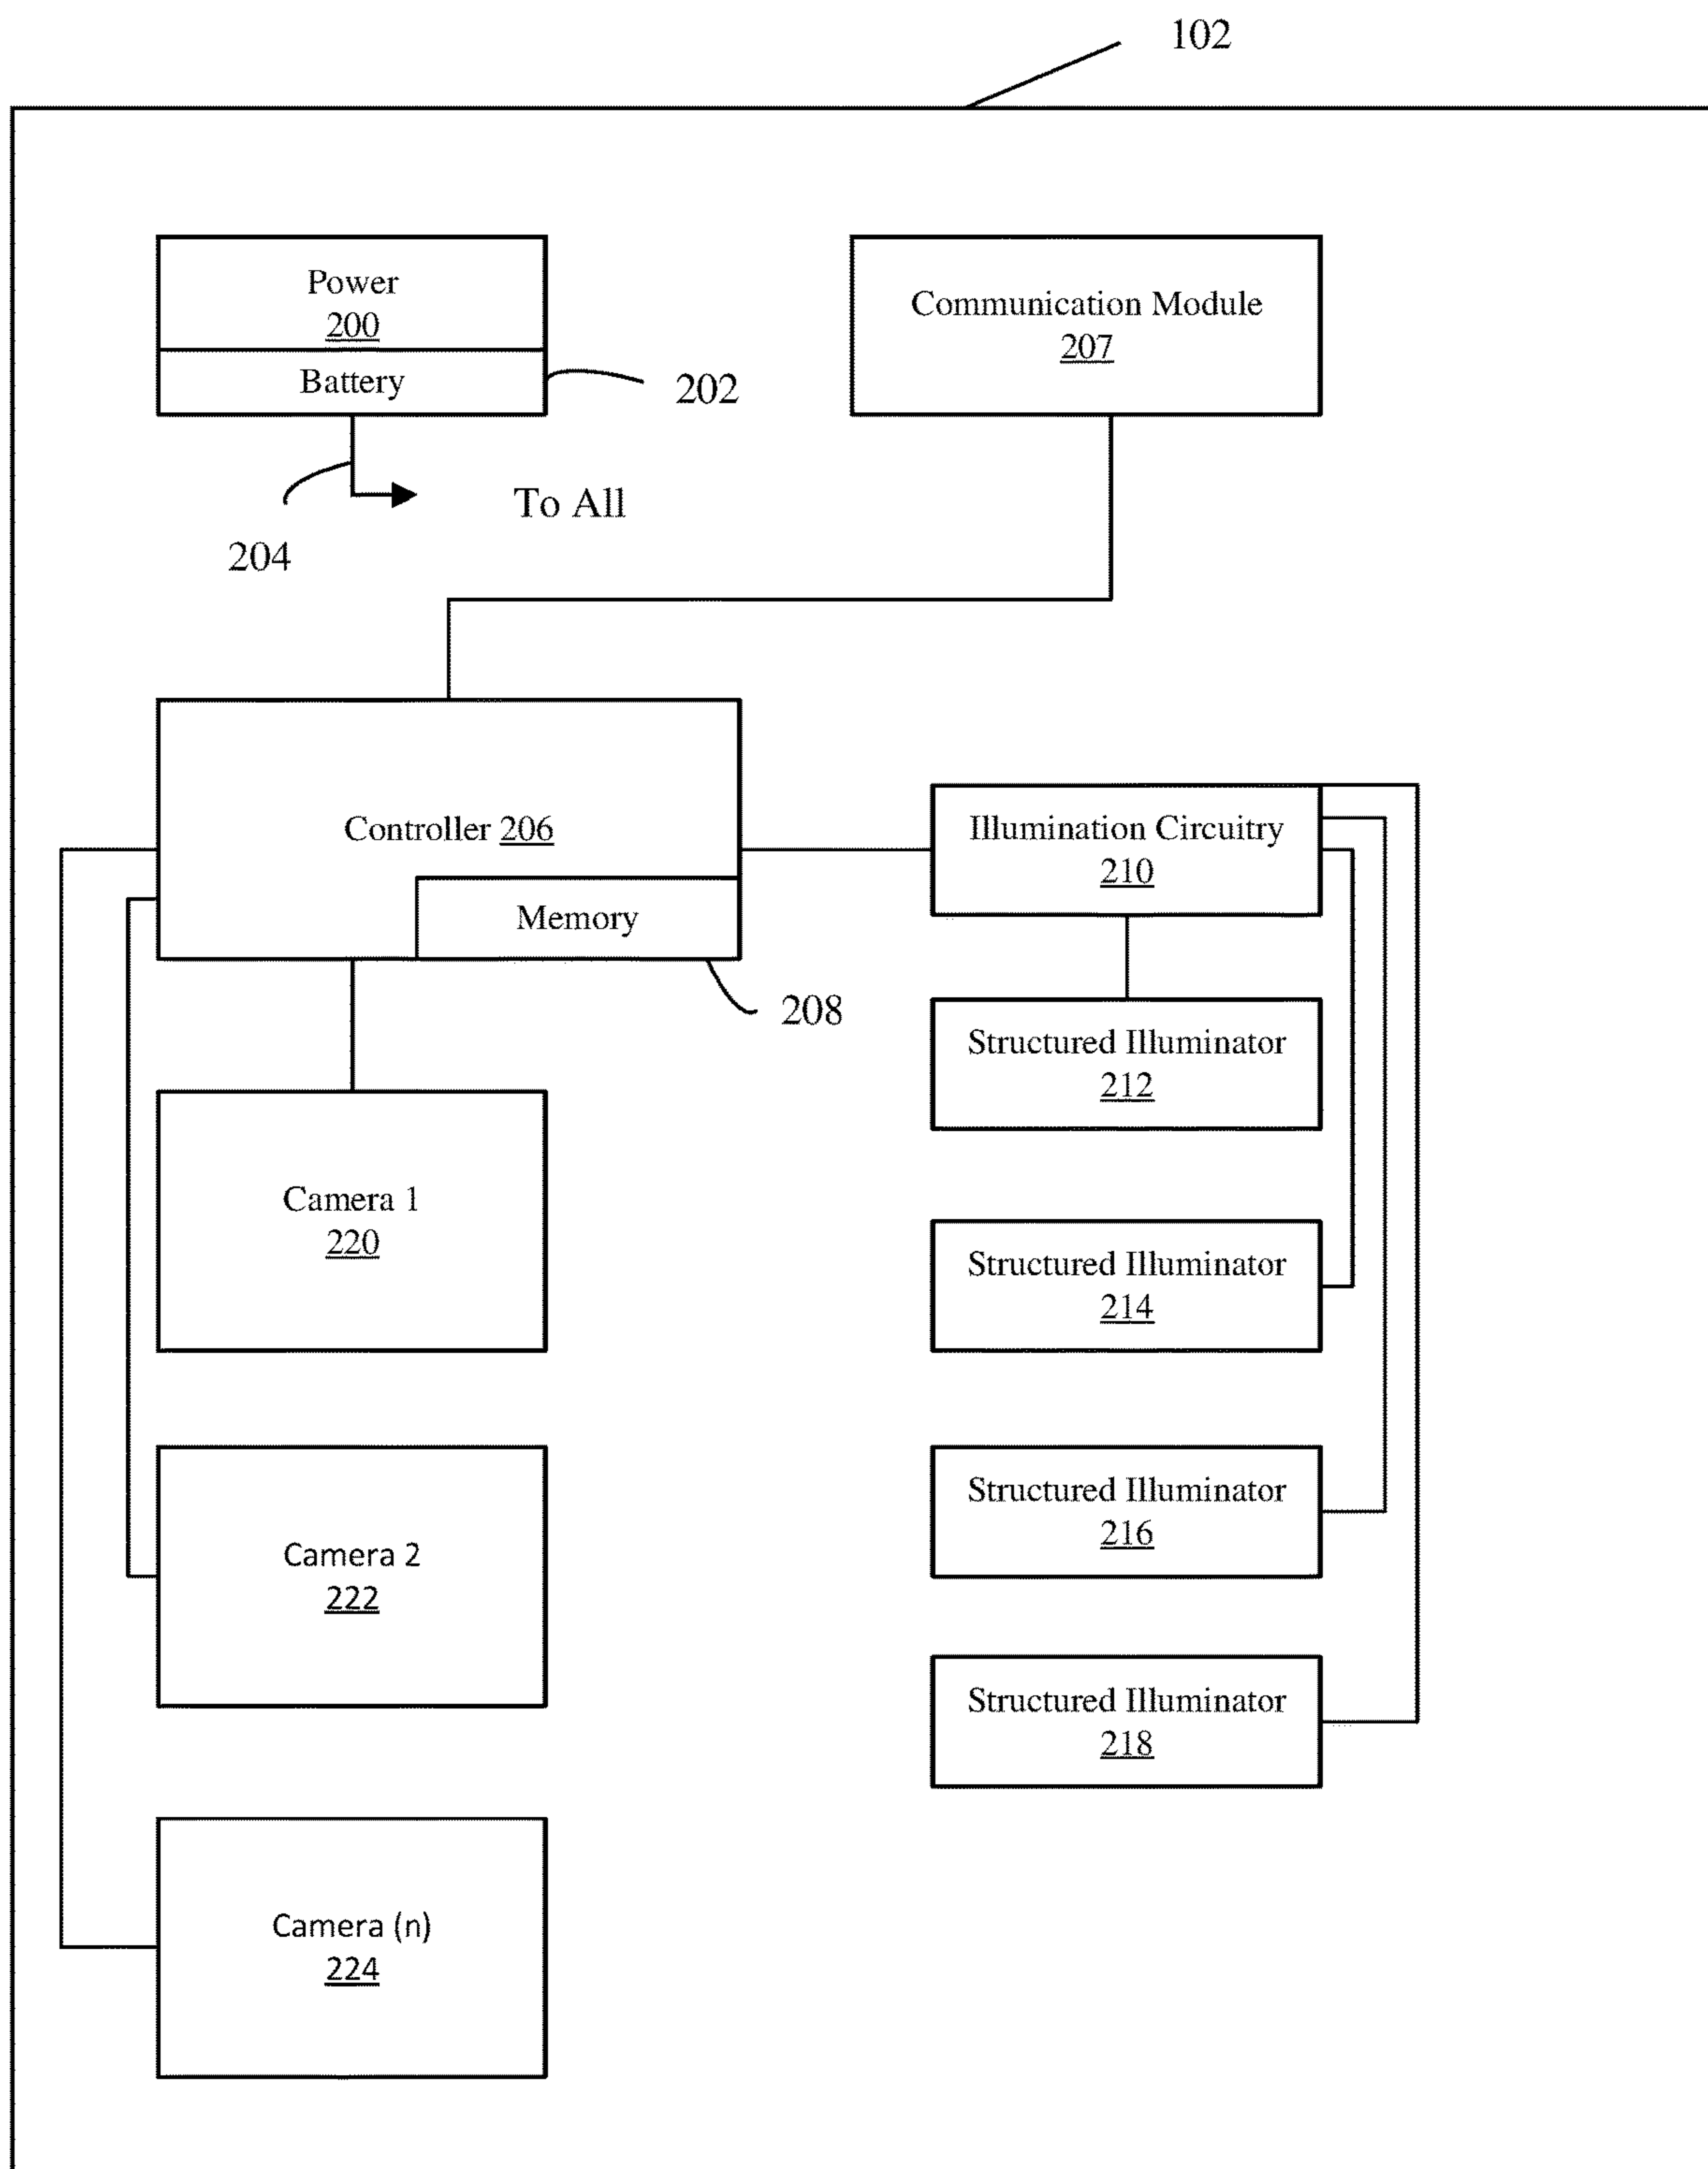 102
Power
200
Battery
202
204
To All
Communication Module
207
Controller 206
Memory
208
Illumination Circuitry
210
Structured Illuminator
212
Structured Illuminator
214
Structured Illuminator
216
Structured Illuminator
218
Camera 1
220
Camera 2
222
Camera (n)
224